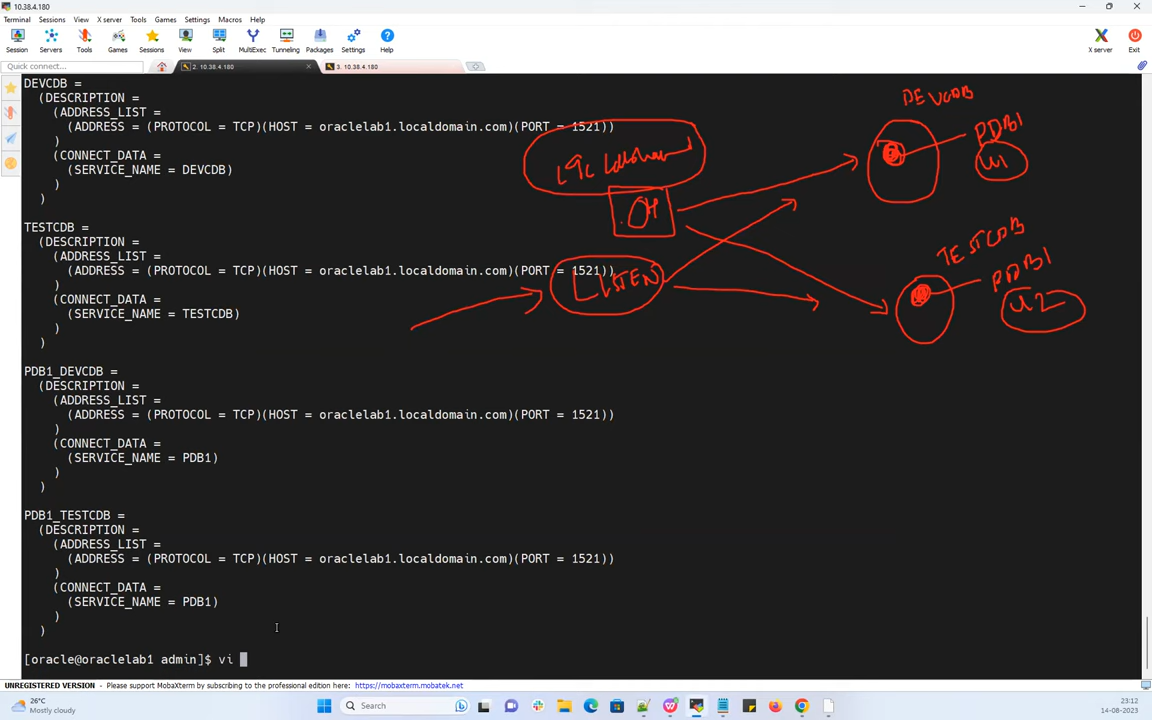 10.38.4.180
Terminal Sessions View X server Tools Games Settings Macros Help
Session Servers Tools Games Sessions View Split MultiExec Tunneling Packages Settings Help X server Exit
Quick connect...
2. 10.38.4.180
3. 10.38.4.180
DEVCDB =
(DESCRIPTION =
(ADDRESS_LIST =
(ADDRESS = (PROTOCOL = TCP)(HOST = oraclelab1.localdomain.com)(PORT = 1521))
)
(CONNECT_DATA =
(SERVICE_NAME = DEVCDB)
)
)
TESTCDB =
(DESCRIPTION =
(ADDRESS_LIST =
(ADDRESS = (PROTOCOL = TCP)(HOST = oraclelab1.localdomain.com)(PORT = 1521))
)
(CONNECT_DATA =
(SERVICE_NAME = TESTCDB)
)
)
PDB1_DEVCDB =
(DESCRIPTION =
(ADDRESS_LIST =
(ADDRESS = (PROTOCOL = TCP)(HOST = oraclelab1.localdomain.com)(PORT = 1521))
)
(CONNECT_DATA =
(SERVICE_NAME = PDB1)
)
)
PDB1_TESTCDB =
(DESCRIPTION =
(ADDRESS_LIST =
(ADDRESS = (PROTOCOL = TCP)(HOST = oraclelab1.localdomain.com)(PORT = 1521))
)
(CONNECT_DATA =
(SERVICE_NAME = PDB1)
)
)
[oracle@oraclelab1 admin]$ vi
DEVCDB
PDB1
U1
19c
OH
LISTEN
TESTCDB
PDB1
U2
UNREGISTERED VERSION - Please support MobaXterm by subscribing to the professional edition here: https://mobaxterm.mobatek.net
26°C
Mostly cloudy
Search
23:12
14-08-2023